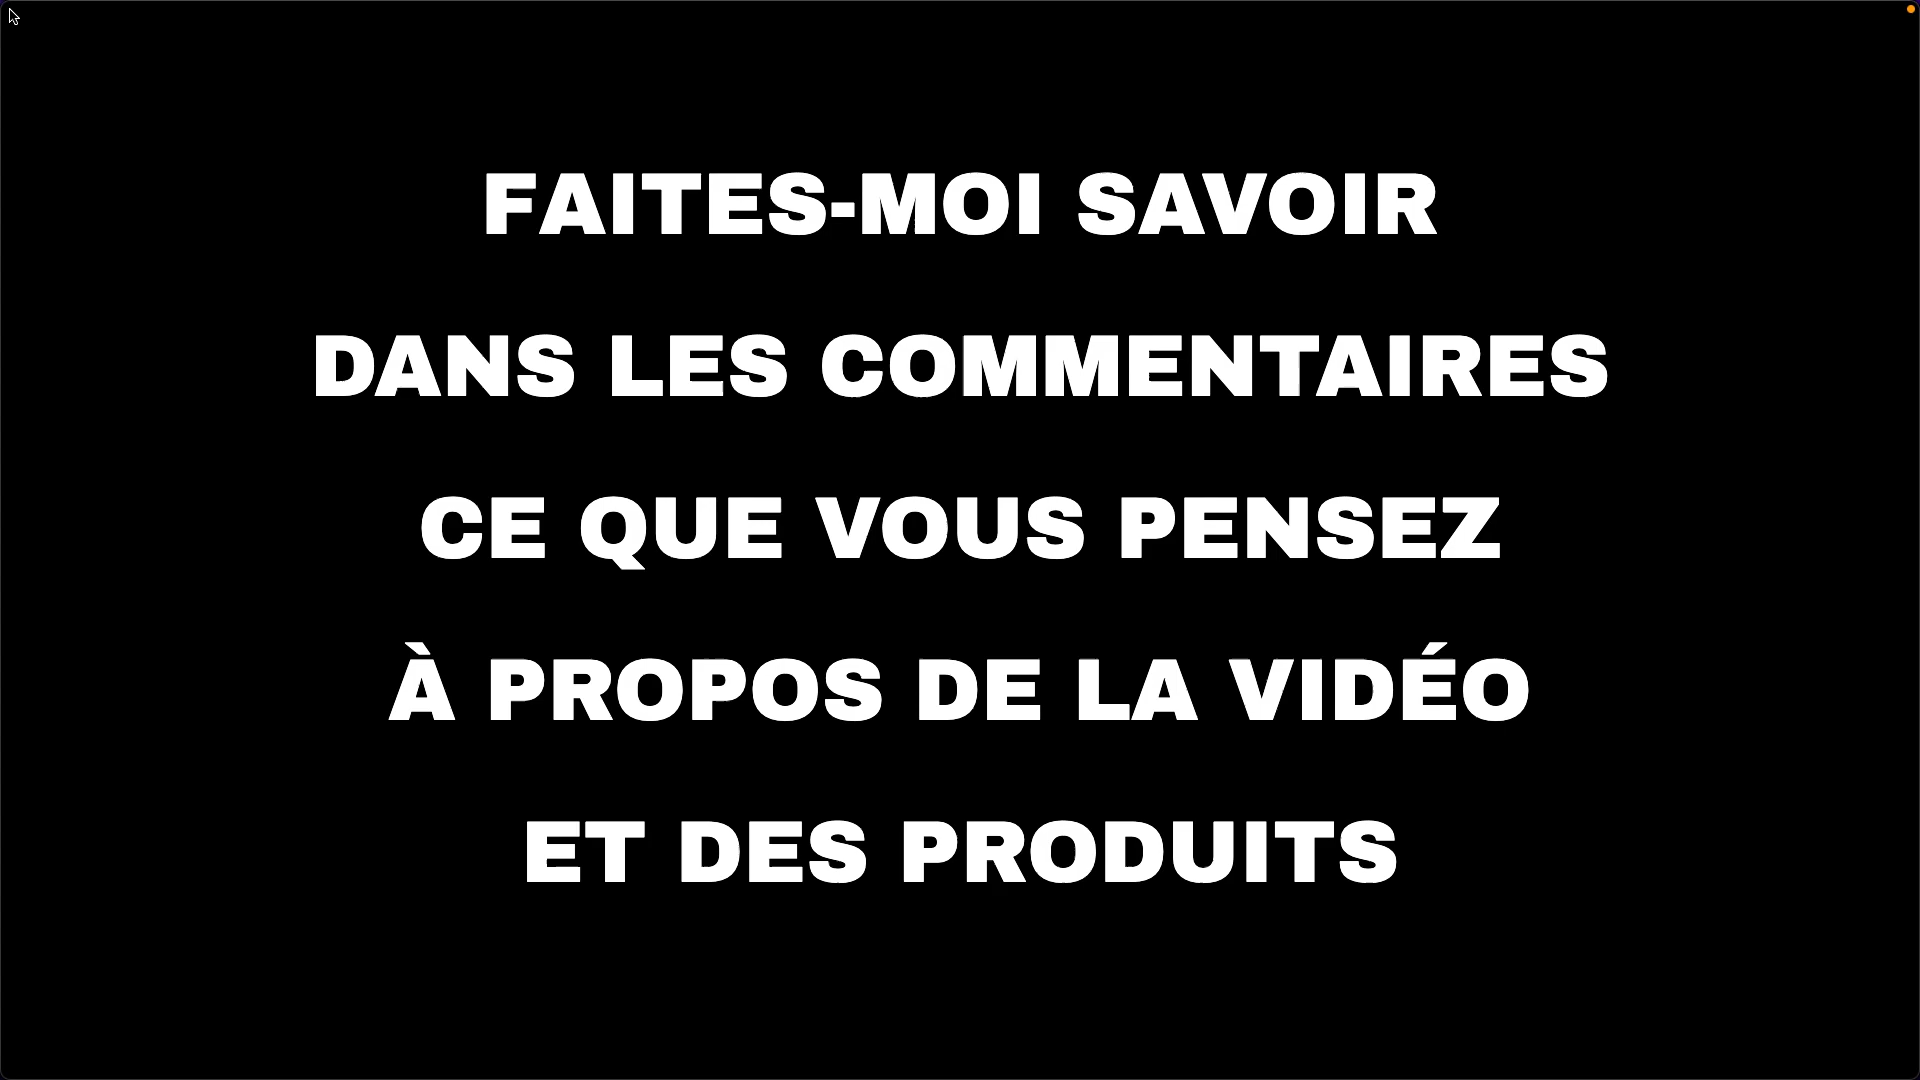 FAITES-MOI SAVOIR
DANS LES COMMENTAIRES
CE QUE VOUS PENSEZ
À PROPOS DE LA VIDÉO
ET DES PRODUITS